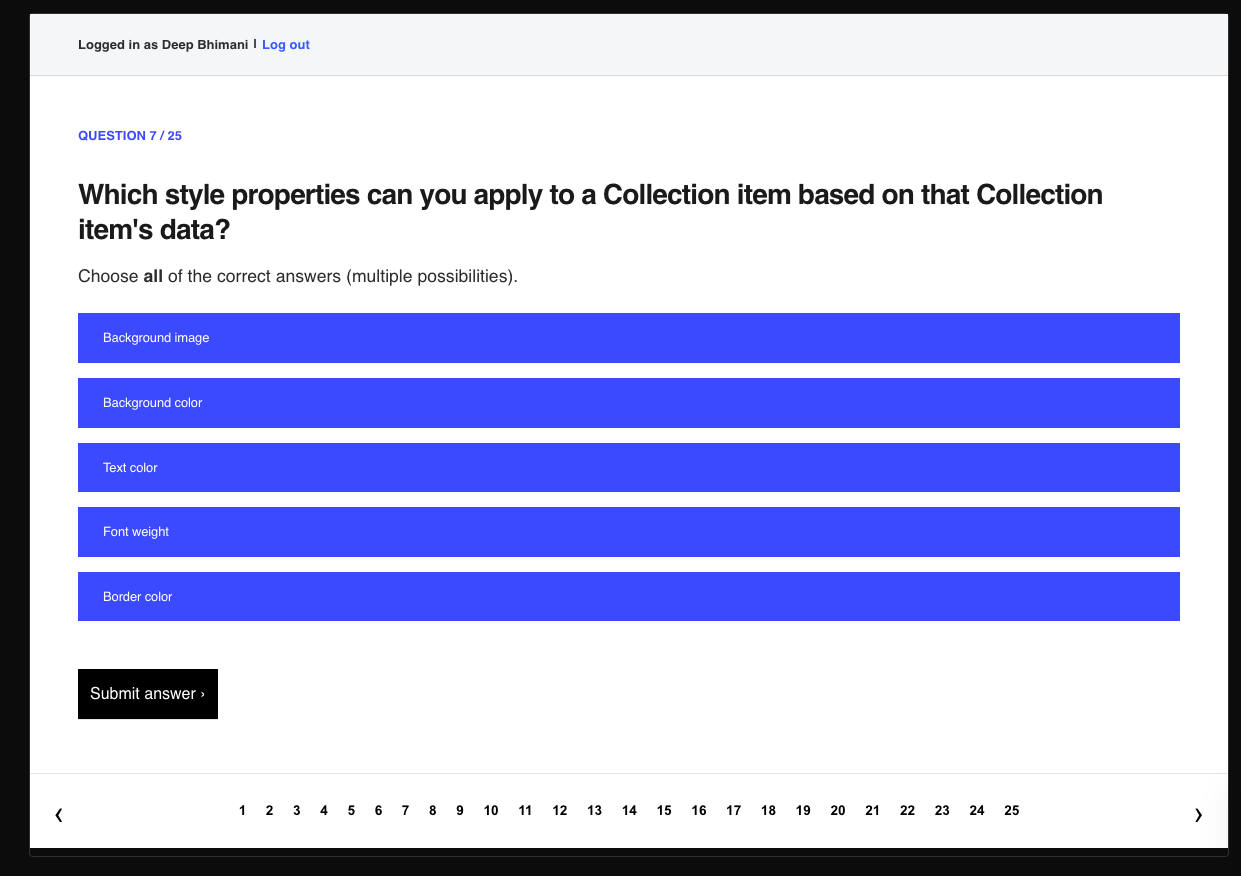 Logged in as Deep Bhimani | Log out
QUESTION 7 / 25
Which style properties can you apply to a Collection item based on that Collection
item's data?
Choose all of the correct answers (multiple possibilities).
Background image
Background color
Text color
Font weight
Border color
Submit answer ›
‹ 1 2 3 4 5 6 7 8 9 10 11 12 13 14 15 16 17 18 19 20 21 22 23 24 25 ›